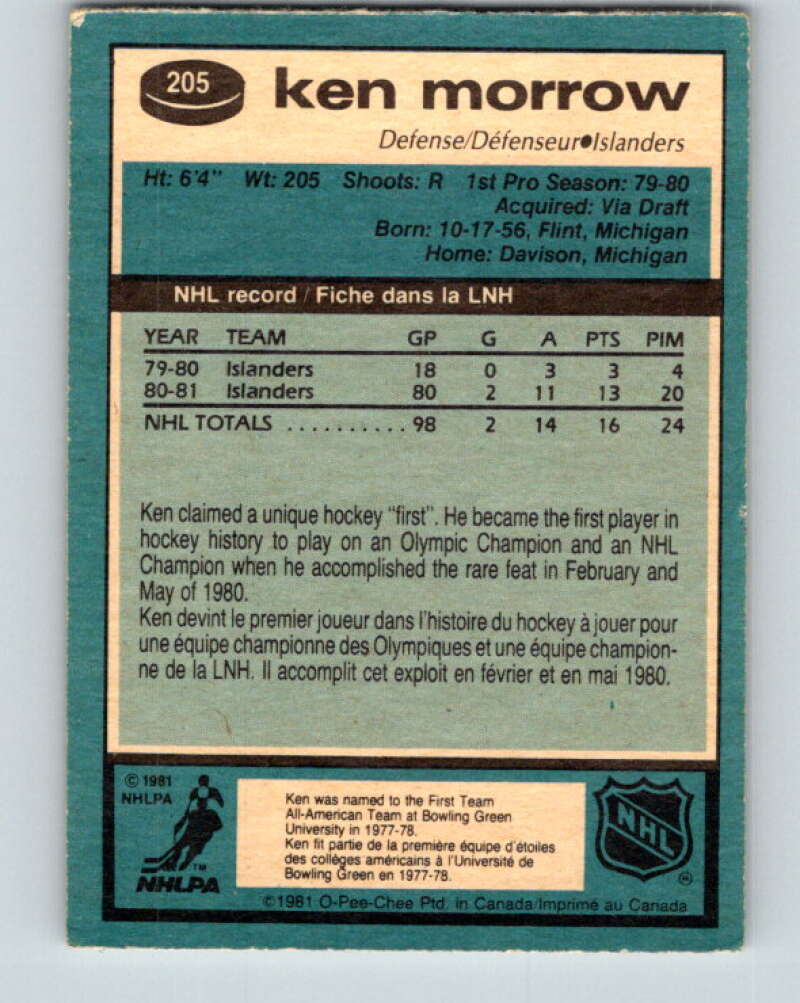 205 ken morrow
Defense/Défenseur●Islanders
Ht: 6'4" Wt: 205 Shoots: R 1st Pro Season: 79-80
Acquired: Via Draft
Born: 10-17-56, Flint, Michigan
Home: Davison, Michigan
NHL record / Fiche dans la LNH
YEAR TEAM GP G A PTS PIM
79-80 Islanders 18 0 3 3 4
80-81 Islanders 80 2 11 13 20
NHL TOTALS .......... 98 2 14 16 24
Ken claimed a unique hockey "first". He became the first player in
hockey history to play on an Olympic Champion and an NHL
Champion when he accomplished the rare feat in February and
May of 1980.
Ken devint le premier joueur dans l'histoire du hockey à jouer pour
une équipe championne des Olympiques et une équipe champion-
ne de la LNH. Il accomplit cet exploit en février et en mai 1980.
© 1981
NHLPA
TM
NHLPA
Ken was named to the First Team
All-American Team at Bowling Green
University in 1977-78.
Ken fit partie de la première équipe d'étoiles
des collèges américains à l'Université de
Bowling Green en 1977-78.
NHL
©1981 O-Pee-Chee Ptd. in Canada/Imprimé au Canada